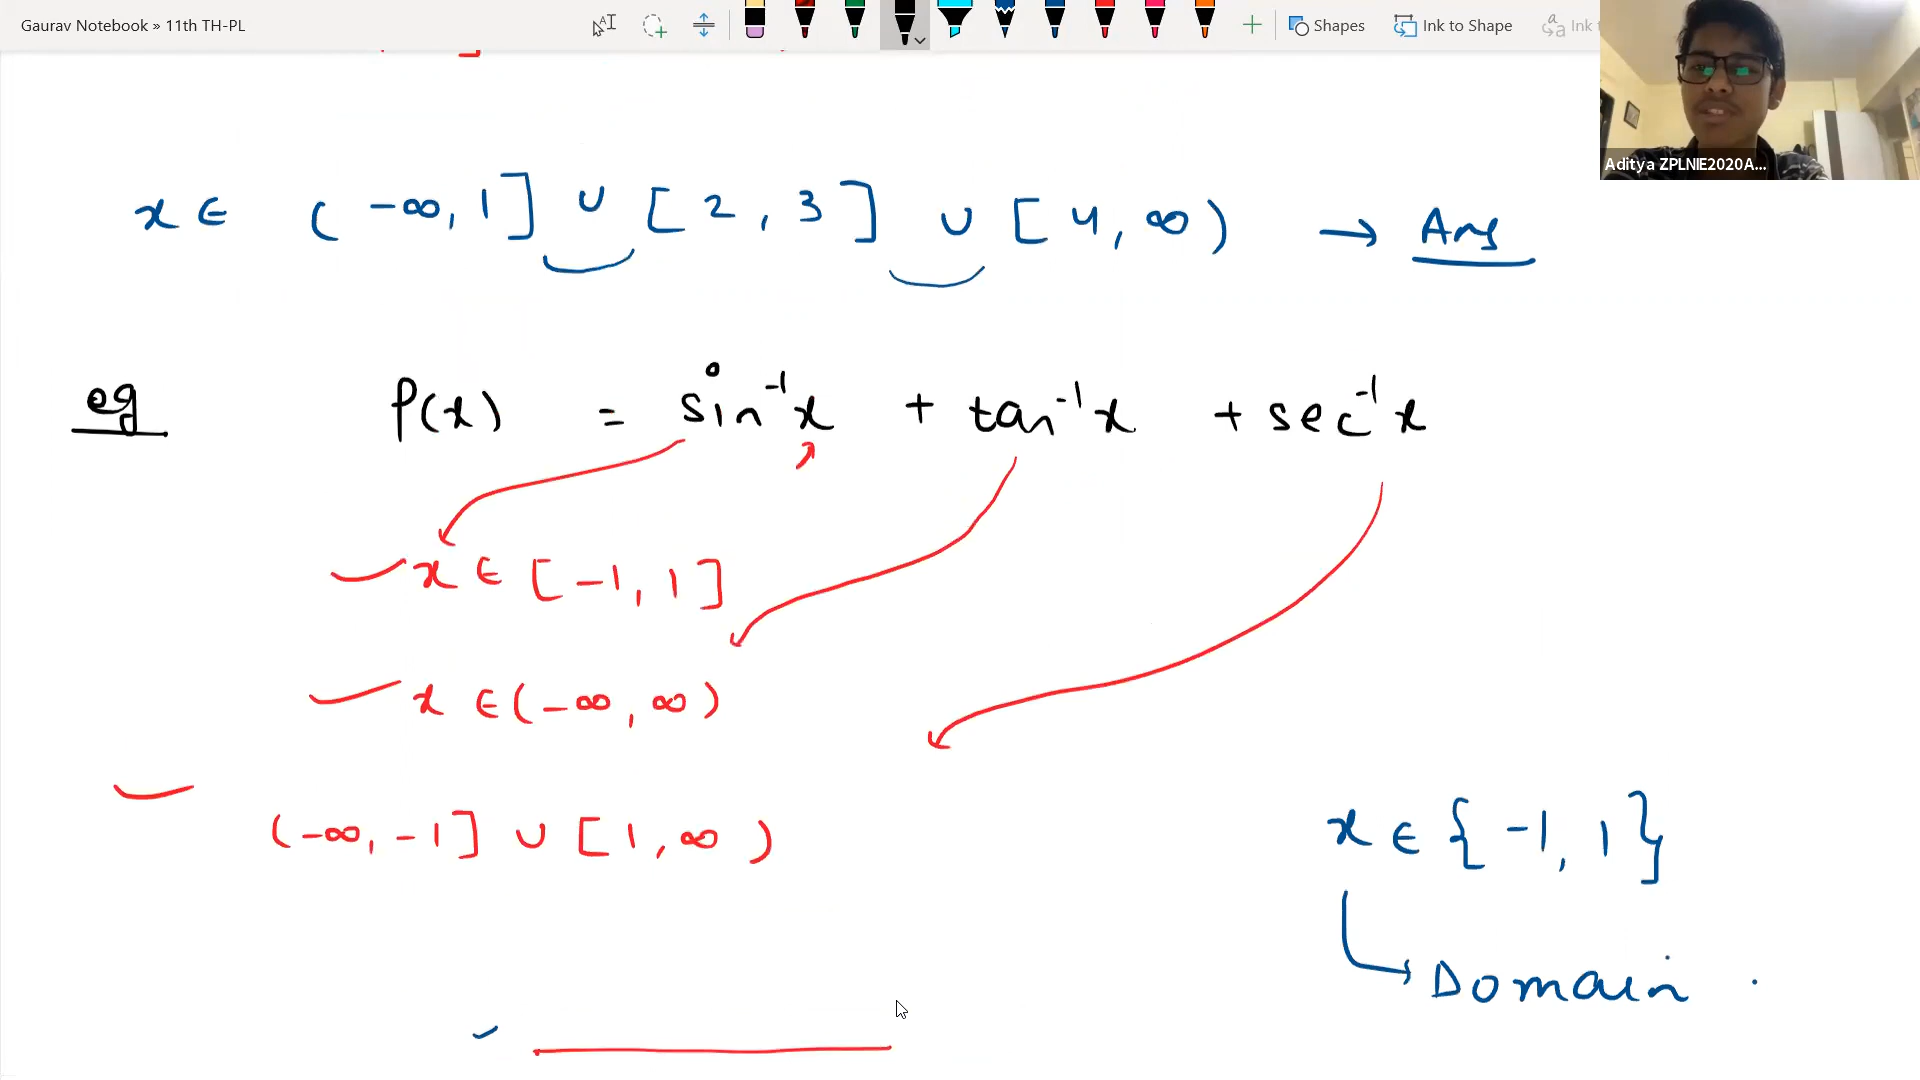 Gaurav Notebook » 11th TH-PL
Shapes
Ink to Shape
Ink
Aditya ZPLNIE2020A...
x ∈ (-∞, 1] ∪ [2, 3] ∪ [4, ∞) → Ans
eg f(x) = sin⁻¹x + tan⁻¹x + sec⁻¹x
x ∈ [-1, 1]
x ∈ (-∞, ∞)
(-∞, -1] ∪ [1, ∞)
x ∈ {-1, 1}
Domain